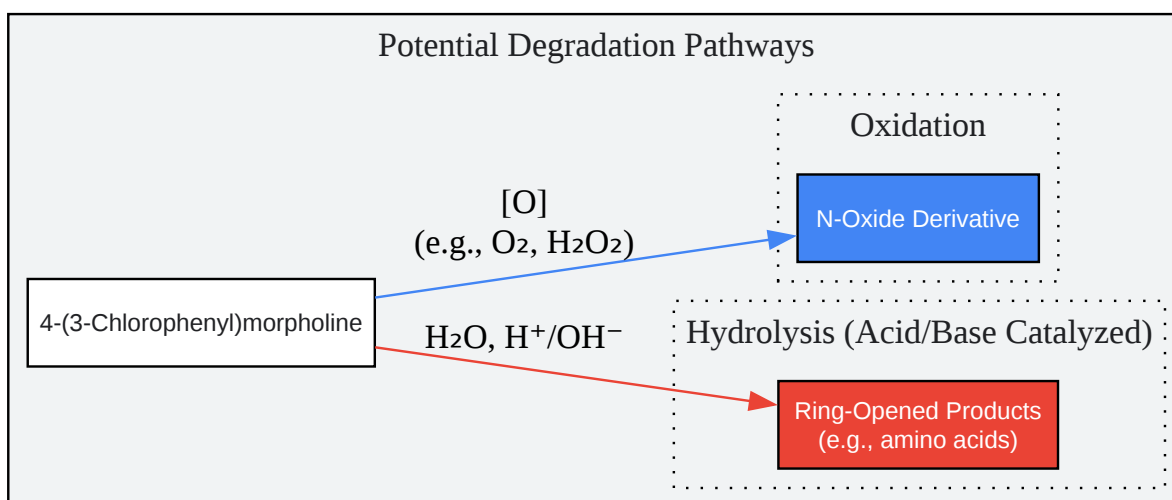 Potential Degradation Pathways
Oxidation
[O]
(e.g., O₂, H₂O₂)
N-Oxide Derivative
4-(3-Chlorophenyl)morpholine
H₂O, H⁺/OH⁻
Hydrolysis (Acid/Base Catalyzed)
Ring-Opened Products
(e.g., amino acids)